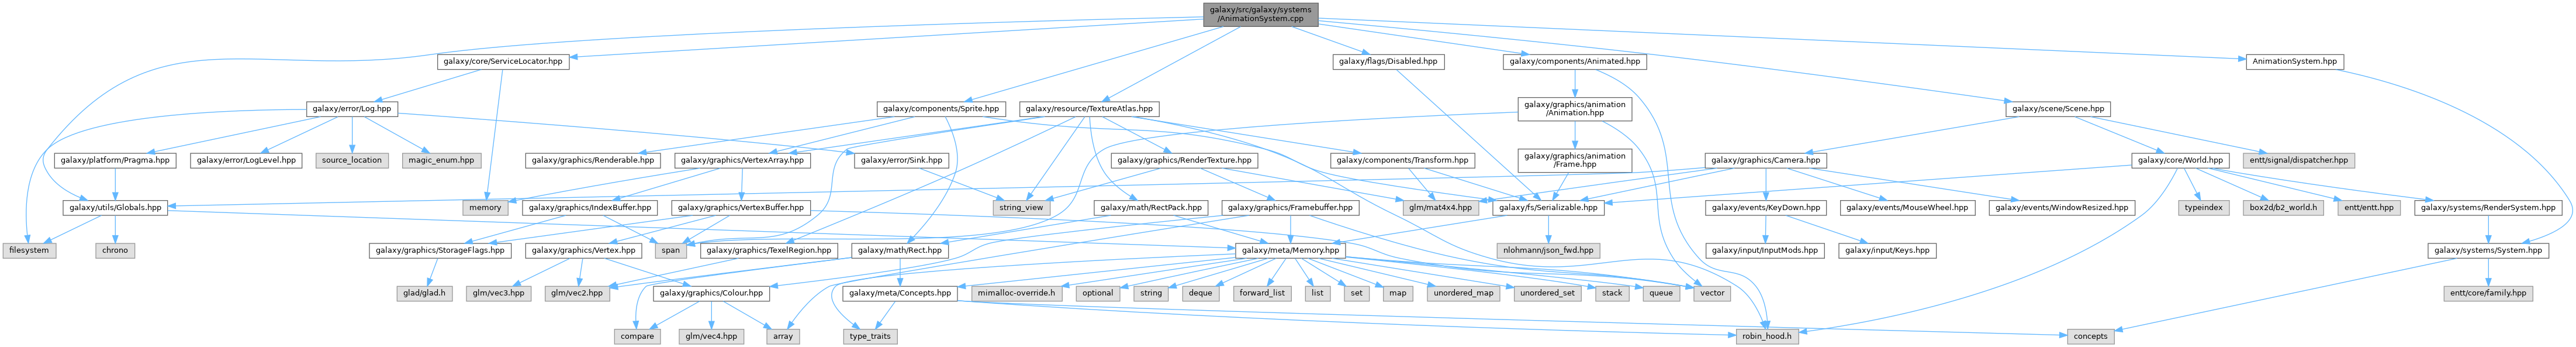 galaxy/src/galaxy/systems
/AnimationSystem.cpp
galaxy/core/ServiceLocator.hpp
galaxy/flags/Disabled.hpp
galaxy/components/Animated.hpp
AnimationSystem.hpp
galaxy/error/Log.hpp
galaxy/components/Sprite.hpp
galaxy/resource/TextureAtlas.hpp
galaxy/graphics/animation
/Animation.hpp
galaxy/scene/Scene.hpp
galaxy/platform/Pragma.hpp
galaxy/error/LogLevel.hpp
source_location
magic_enum.hpp
galaxy/graphics/Renderable.hpp
galaxy/graphics/VertexArray.hpp
galaxy/error/Sink.hpp
galaxy/graphics/RenderTexture.hpp
galaxy/components/Transform.hpp
galaxy/graphics/animation
/Frame.hpp
galaxy/graphics/Camera.hpp
galaxy/core/World.hpp
entt/signal/dispatcher.hpp
galaxy/utils/Globals.hpp
memory
galaxy/graphics/IndexBuffer.hpp
galaxy/graphics/VertexBuffer.hpp
string_view
galaxy/math/RectPack.hpp
galaxy/graphics/Framebuffer.hpp
glm/mat4x4.hpp
galaxy/fs/Serializable.hpp
galaxy/events/KeyDown.hpp
galaxy/events/MouseWheel.hpp
galaxy/events/WindowResized.hpp
typeindex
box2d/b2_world.h
entt/entt.hpp
galaxy/systems/RenderSystem.hpp
filesystem
chrono
galaxy/graphics/StorageFlags.hpp
galaxy/graphics/Vertex.hpp
span
galaxy/graphics/TexelRegion.hpp
galaxy/math/Rect.hpp
galaxy/meta/Memory.hpp
nlohmann/json_fwd.hpp
galaxy/input/InputMods.hpp
galaxy/input/Keys.hpp
galaxy/systems/System.hpp
glad/glad.h
glm/vec3.hpp
glm/vec2.hpp
galaxy/graphics/Colour.hpp
galaxy/meta/Concepts.hpp
mimalloc-override.h
optional
string
deque
forward_list
list
set
map
unordered_map
unordered_set
stack
queue
vector
entt/core/family.hpp
compare
glm/vec4.hpp
array
type_traits
robin_hood.h
concepts